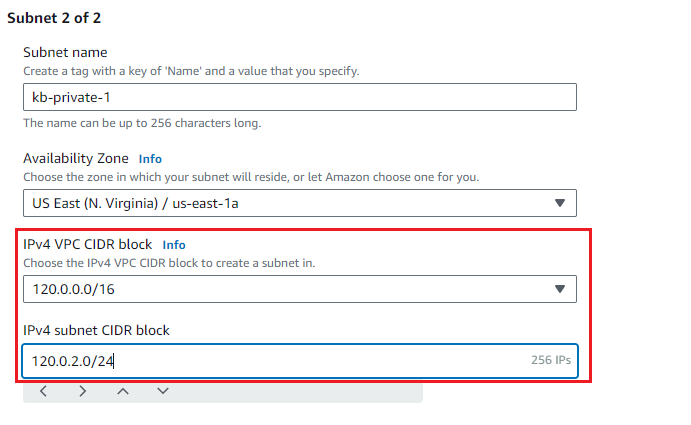 Subnet 2 of 2
Subnet name
Create a tag with a key of 'Name' and a value that you specify.
kb-private-1
The name can be up to 256 characters long.
Availability Zone Info
Choose the zone in which your subnet will reside, or let Amazon choose one for you.
US East (N. Virginia) / us-east-1a
IPv4 VPC CIDR block Info
Choose the IPv4 VPC CIDR block to create a subnet in.
120.0.0.0/16
IPv4 subnet CIDR block
120.0.2.0/24 256 IPs